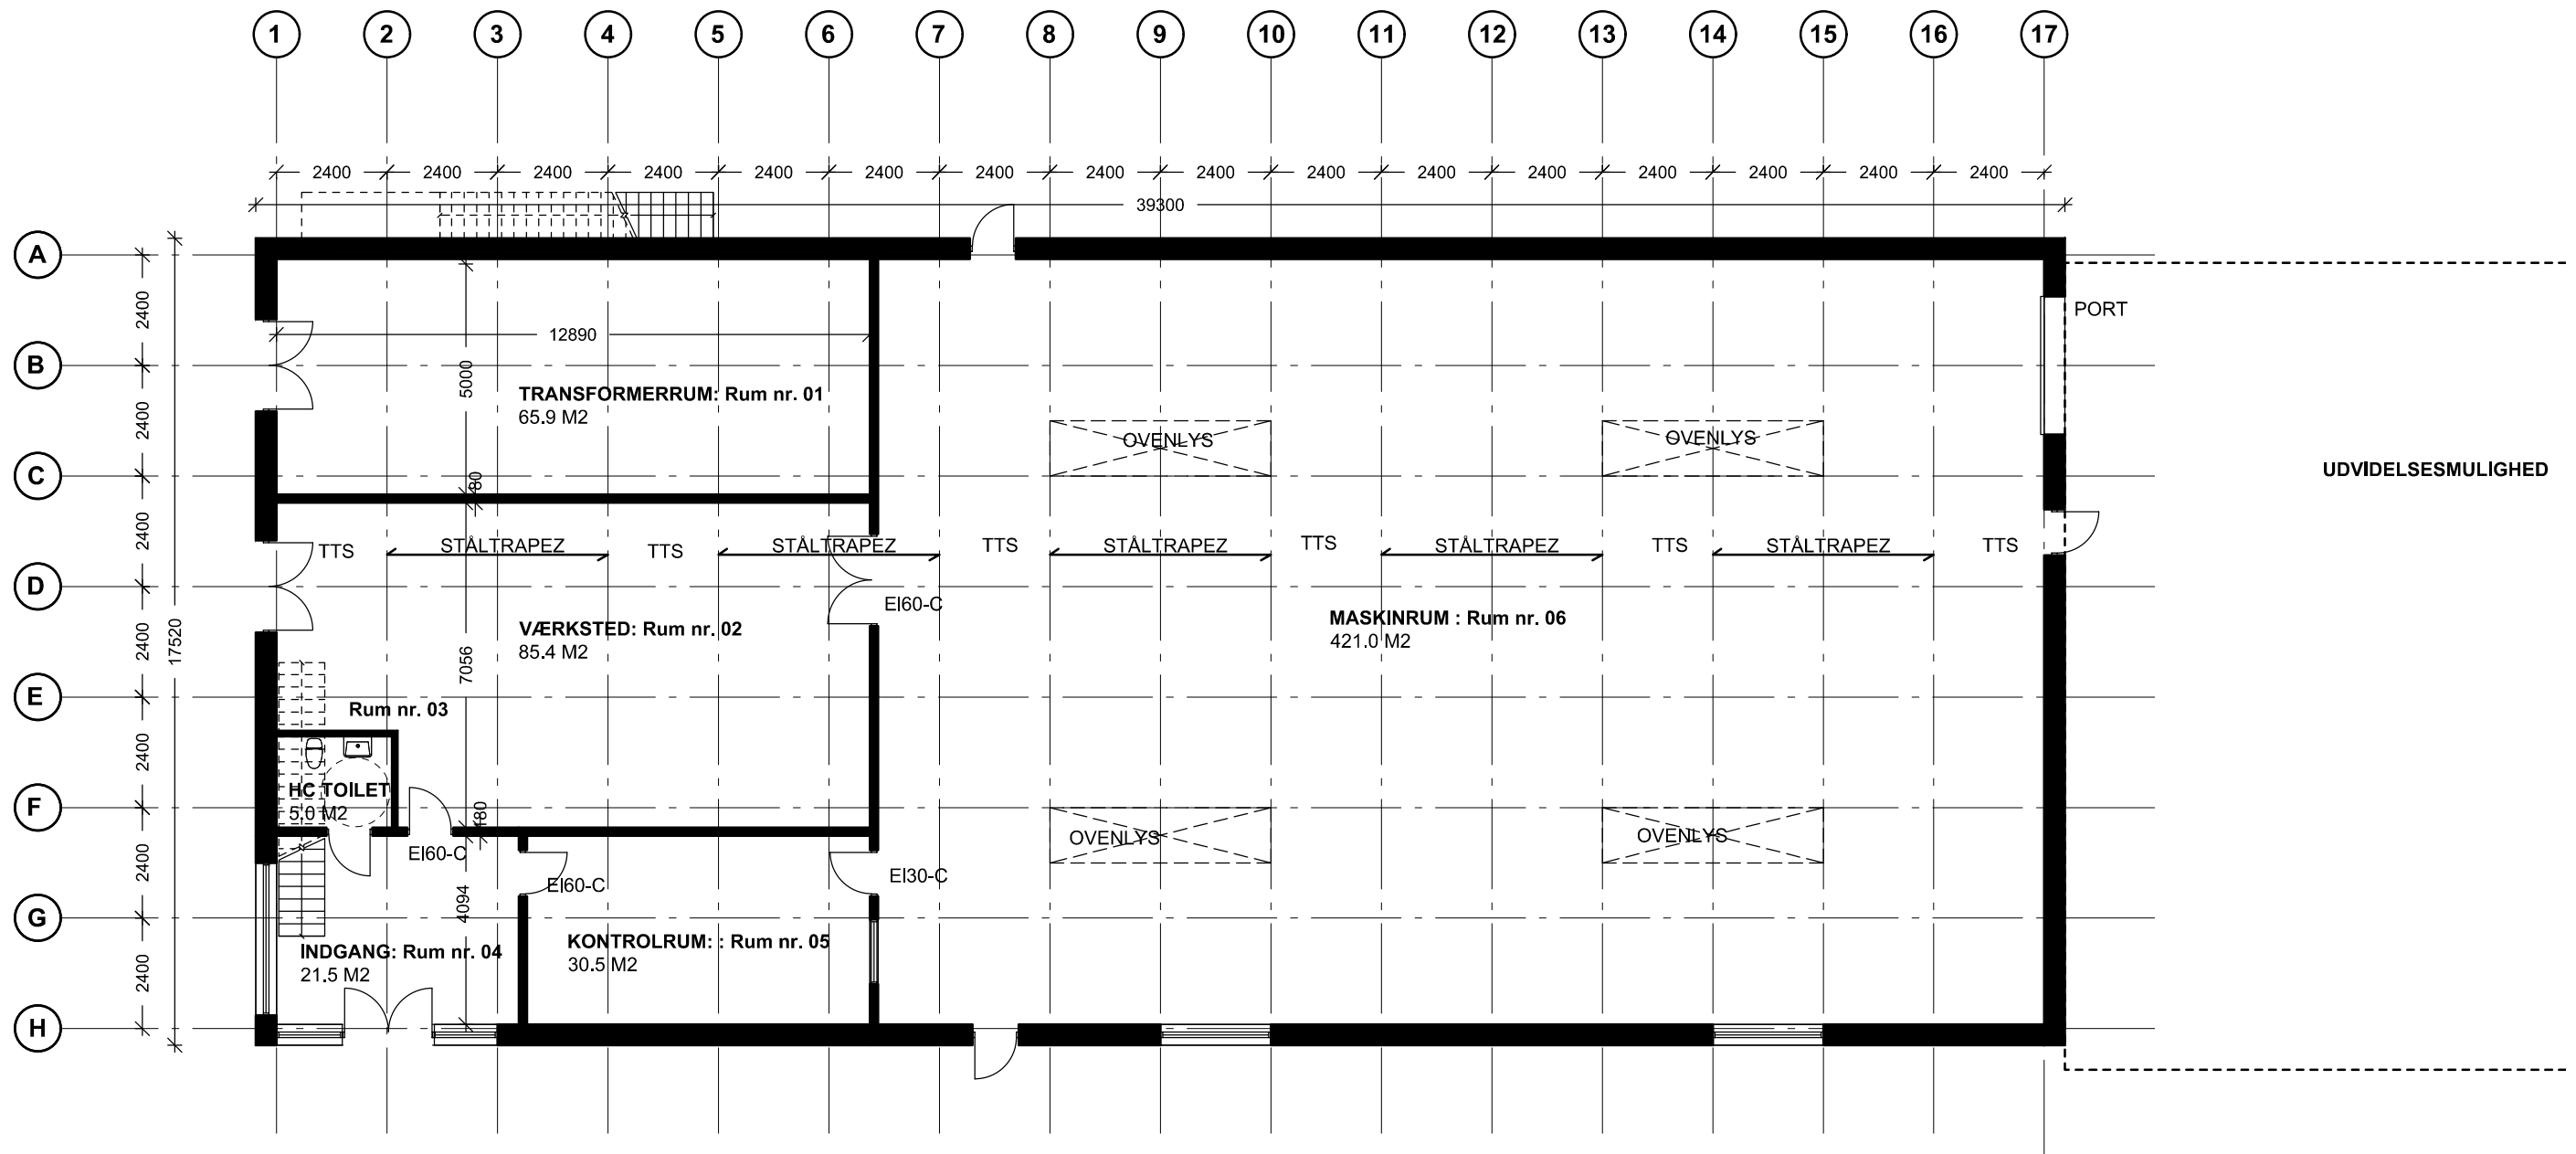 1 2 3 4 5 6 7 8 9 10 11 12 13 14 15 16 17
2400 2400 2400 2400 2400 2400 2400 2400 2400 2400 2400 2400 2400 2400 2400 2400
39300
A
B
C
D
E
F
G
H
2400
2400
2400
2400
2400
2400
2400
17520
12890
5000
TRANSFORMERRUM: Rum nr. 01
65.9 M2
80
PORT
OVENLYS
OVENLYS
UDVIDELSESMULIGHED
TTS STÅLTRAPEZ TTS STÅLTRAPEZ TTS STÅLTRAPEZ TTS STÅLTRAPEZ TTS STÅLTRAPEZ TTS
EI60-C
VÆRKSTED: Rum nr. 02
85.4 M2
7056
MASKINRUM : Rum nr. 06
421.0 M2
Rum nr. 03
HC TOILET
5.0 M2
180
EI60-C
EI60-C
EI30-C
OVENLYS
OVENLYS
4094
INDGANG: Rum nr. 04
21.5 M2
KONTROLRUM: : Rum nr. 05
30.5 M2